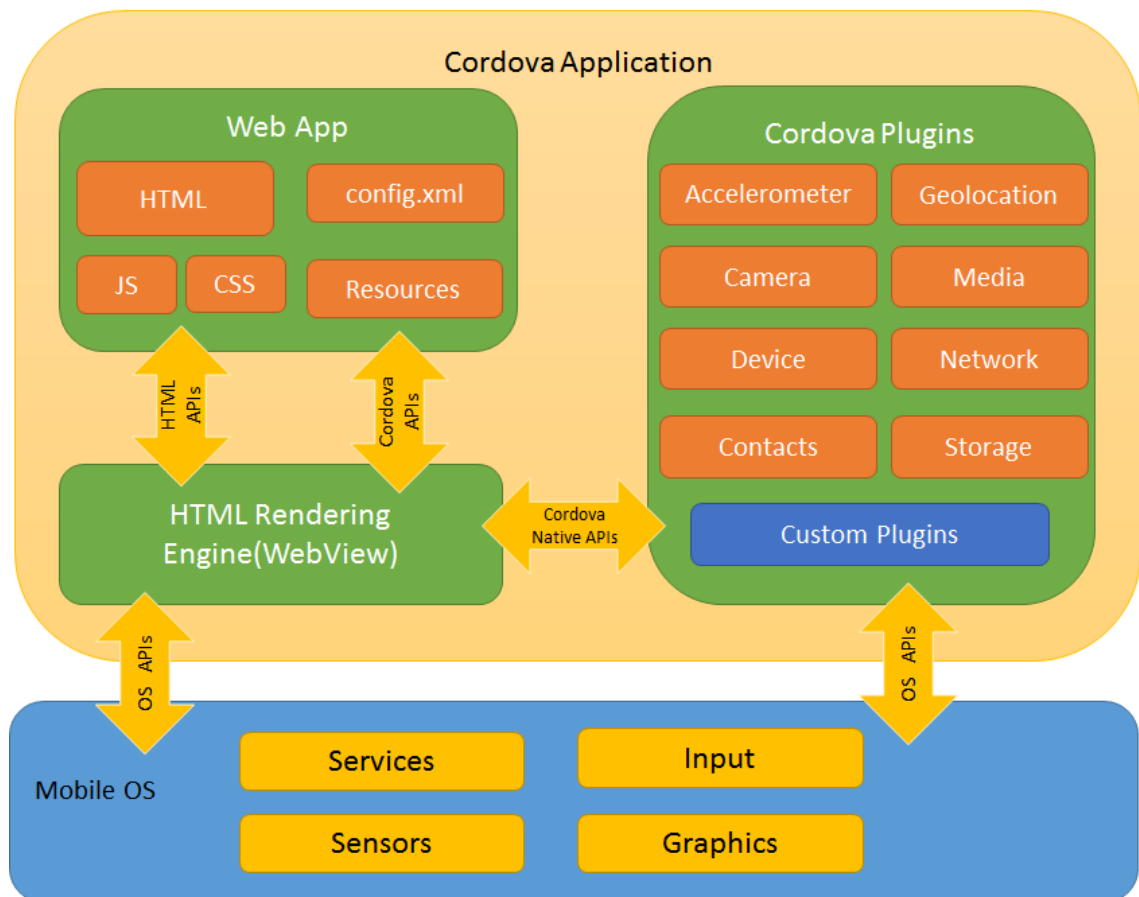 Cordova Application
Web App
HTML
config.xml
JS
CSS
Resources
HTML
APIs
Cordova
APIs
HTML Rendering
Engine(WebView)
Cordova
Native APIs
Cordova Plugins
Accelerometer
Geolocation
Camera
Media
Device
Network
Contacts
Storage
Custom Plugins
OS APIs
OS APIs
Mobile OS
Services
Input
Sensors
Graphics